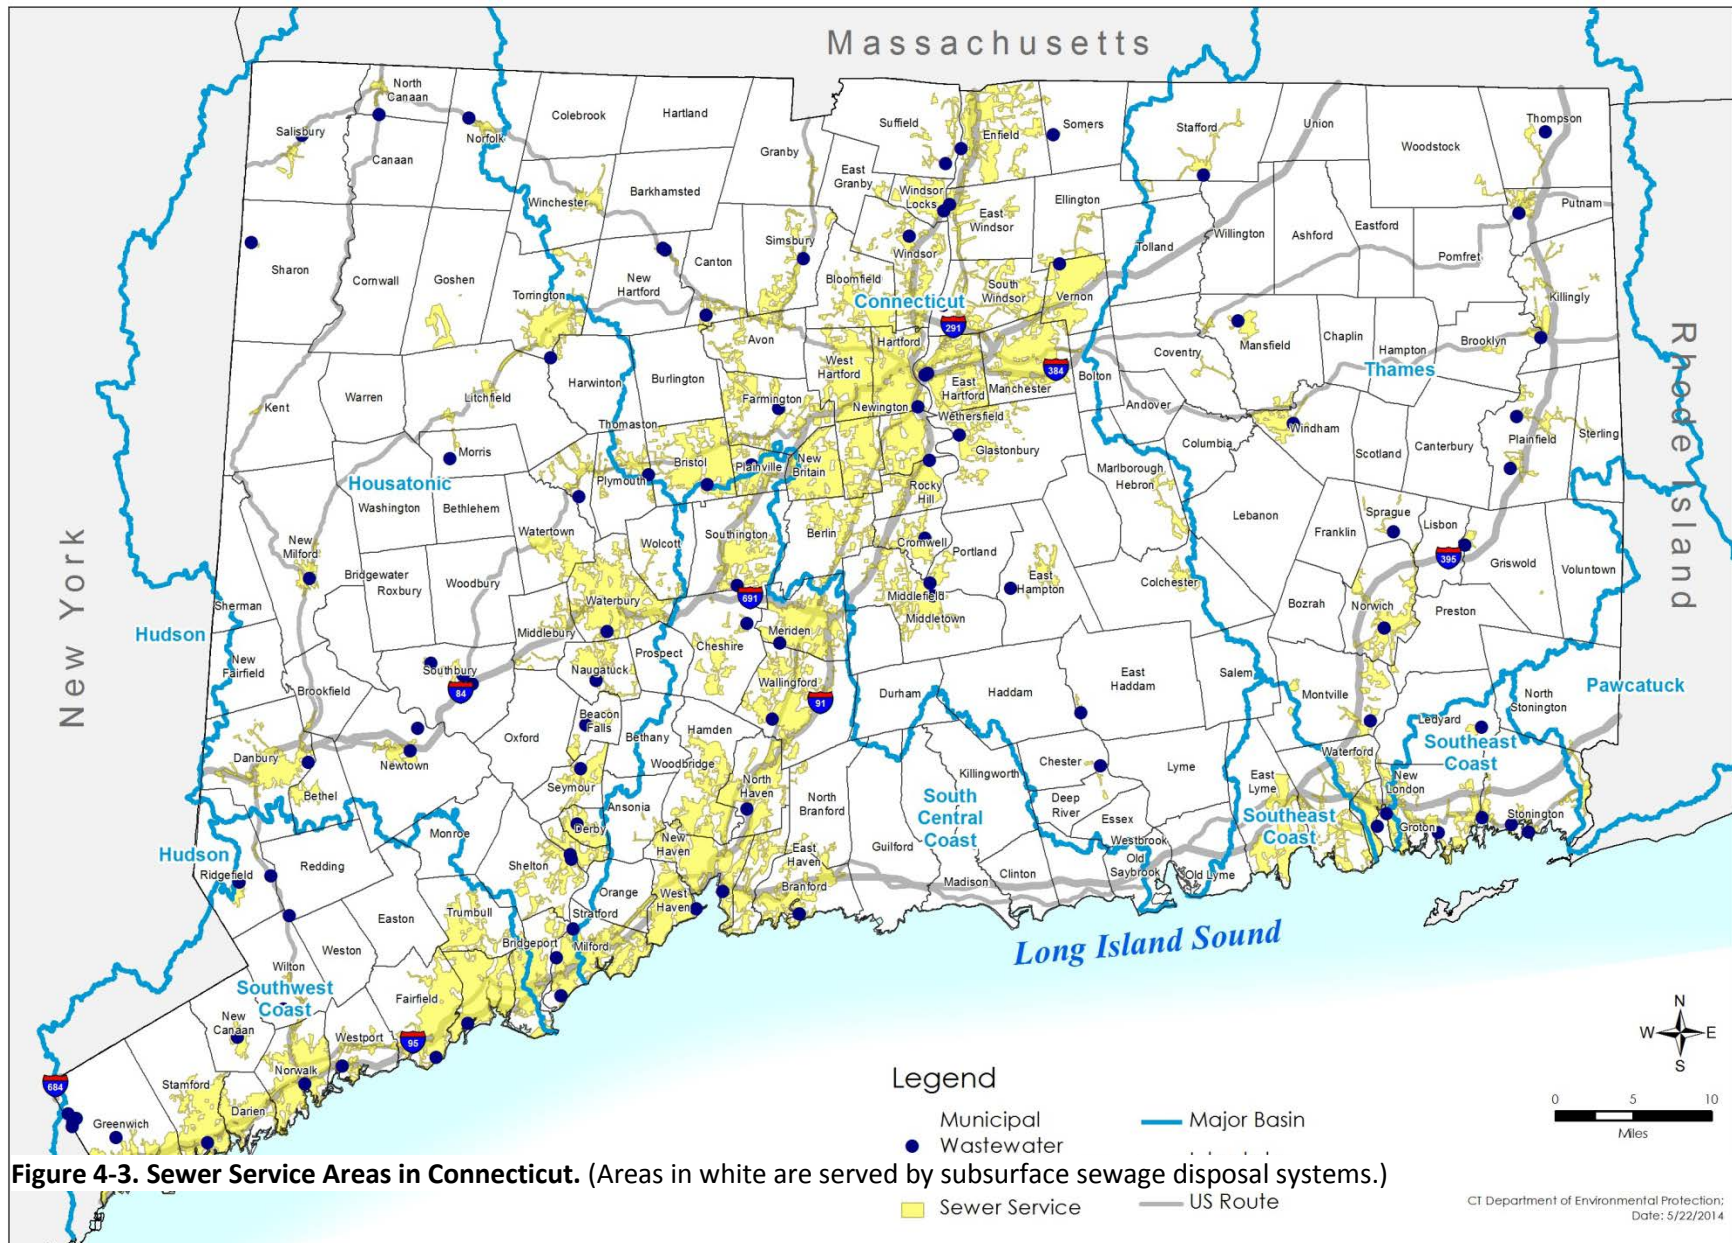 Massachusetts
North
Canaan
Colebrook
Hartland
Suffield
Enfield
Somers
Stafford
Union
Woodstock
Thompson
Salisbury
Norfolk
Canaan
Granby
East
Granby
Windsor
Locks
East
Windsor
Ellington
Putnam
Barkhamsted
Winchester
Simsbury
Windsor
Tolland
Willington
Ashford
Eastford
Pomfret
Sharon
Cornwall
Goshen
Torrington
New
Hartford
Canton
Bloomfield
South
Windsor
Vernon
Killingly
Connecticut
291
Avon
Hartford
West
Hartford
East
Hartford
Manchester
384
Bolton
Coventry
Mansfield
Chaplin
Hampton
Brooklyn
Thames
Rhode Island
Kent
Warren
Litchfield
Harwinton
Burlington
Farmington
Newington
Wethersfield
Glastonbury
Andover
Columbia
Windham
Scotland
Canterbury
Plainfield
Sterling
Thomaston
Morris
Plymouth
Bristol
Plainville
New
Britain
Rocky
Hill
Marlborough
Hebron
Lebanon
Housatonic
Washington
Bethlehem
Watertown
Wolcott
Southington
Berlin
Cromwell
Portland
Franklin
Sprague
Lisbon
395
Griswold
Voluntown
New York
New
Milford
Bridgewater
Roxbury
Woodbury
Waterbury
691
Middlefield
Middletown
East
Hampton
Colchester
Bozrah
Norwich
Preston
Sherman
Hudson
Middlebury
Meriden
Cheshire
Prospect
Naugatuck
Wallingford
New
Fairfield
Brookfield
Southbury
84
91
Durham
Haddam
East
Haddam
Salem
Montville
Ledyard
North
Stonington
Pawcatuck
Oxford
Beacon
Falls
Bethany
Hamden
Woodbridge
Danbury
Newtown
Bethel
Seymour
Ansonia
North
Haven
North
Branford
Killingworth
Chester
Lyme
East
Lyme
Waterford
New
London
Southeast
Coast
Groton
Stonington
South
Central
Coast
Deep
River
Essex
Westbrook
Old
Saybrook
Old Lyme
Southeast
Coast
Hudson
Ridgefield
Redding
Monroe
Shelton
Derby
New
Haven
East
Haven
Guilford
Madison
Clinton
Branford
West
Haven
Orange
Easton
Trumbull
Stratford
Bridgeport
Milford
Long Island Sound
Weston
Wilton
Southwest
Coast
Fairfield
New
Canaan
Westport
95
Norwalk
Stamford
Darien
684
Greenwich
N
W
E
S
0
5
10
Miles
Legend
Municipal
Wastewater
Major Basin
Figure 4-3. Sewer Service Areas in Connecticut. (Areas in white are served by subsurface sewage disposal systems.)
Sewer Service
US Route
CT Department of Environmental Protection;
Date: 5/22/2014